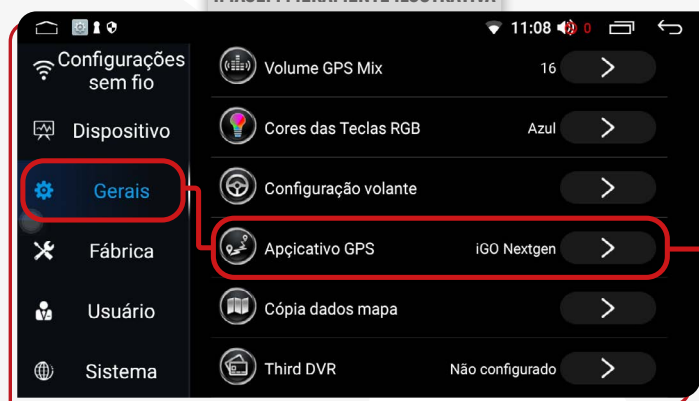 11:08 0
Configurações
sem fio
Volume GPS Mix 16
Dispositivo
Cores das Teclas RGB Azul
Gerais
Configuração volante
Fábrica
Apçicativo GPS iGO Nextgen
Usuário
Cópia dados mapa
Sistema
Third DVR Não configurado